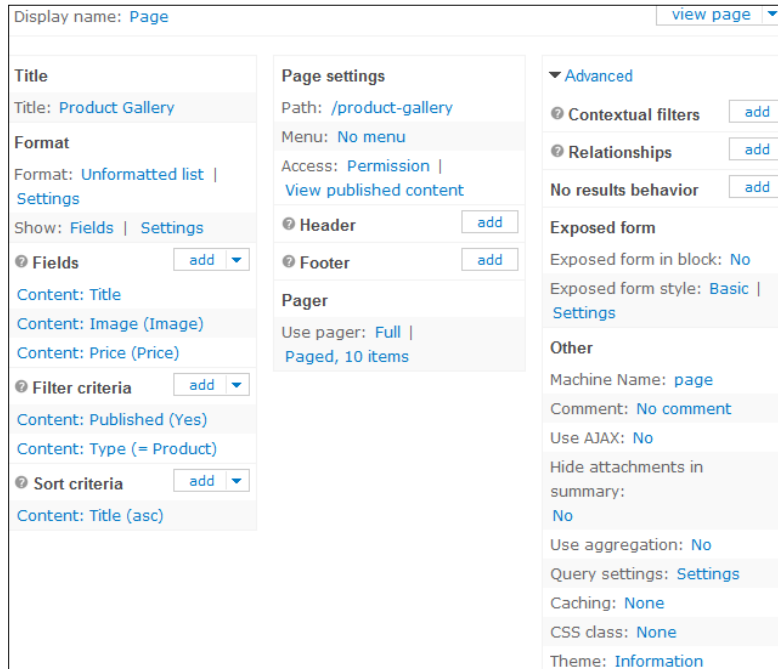 Display name: Page
view page
Title
Title: Product Gallery
Format
Format: Unformatted list |
Settings
Show: Fields | Settings
Fields add
Content: Title
Content: Image (Image)
Content: Price (Price)
Filter criteria add
Content: Published (Yes)
Content: Type (= Product)
Sort criteria add
Content: Title (asc)
Page settings
Path: /product-gallery
Menu: No menu
Access: Permission |
View published content
Header add
Footer add
Pager
Use pager: Full |
Paged, 10 items
Advanced
Contextual filters add
Relationships add
No results behavior add
Exposed form
Exposed form in block: No
Exposed form style: Basic |
Settings
Other
Machine Name: page
Comment: No comment
Use AJAX: No
Hide attachments in
summary:
No
Use aggregation: No
Query settings: Settings
Caching: None
CSS class: None
Theme: Information